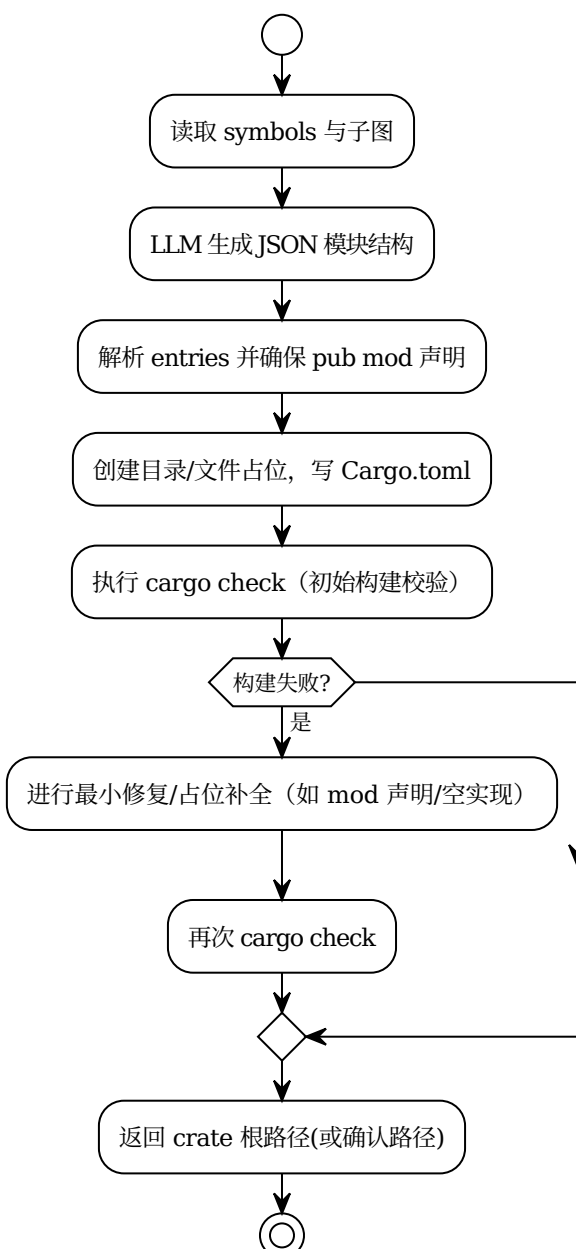 读取 symbols 与子图
LLM 生成 JSON 模块结构
解析 entries 并确保 pub mod 声明
创建目录/文件占位，写 Cargo.toml
执行 cargo check（初始构建校验）
构建失败?
是
进行最小修复/占位补全（如 mod 声明/空实现）
再次 cargo check
返回 crate 根路径(或确认路径)